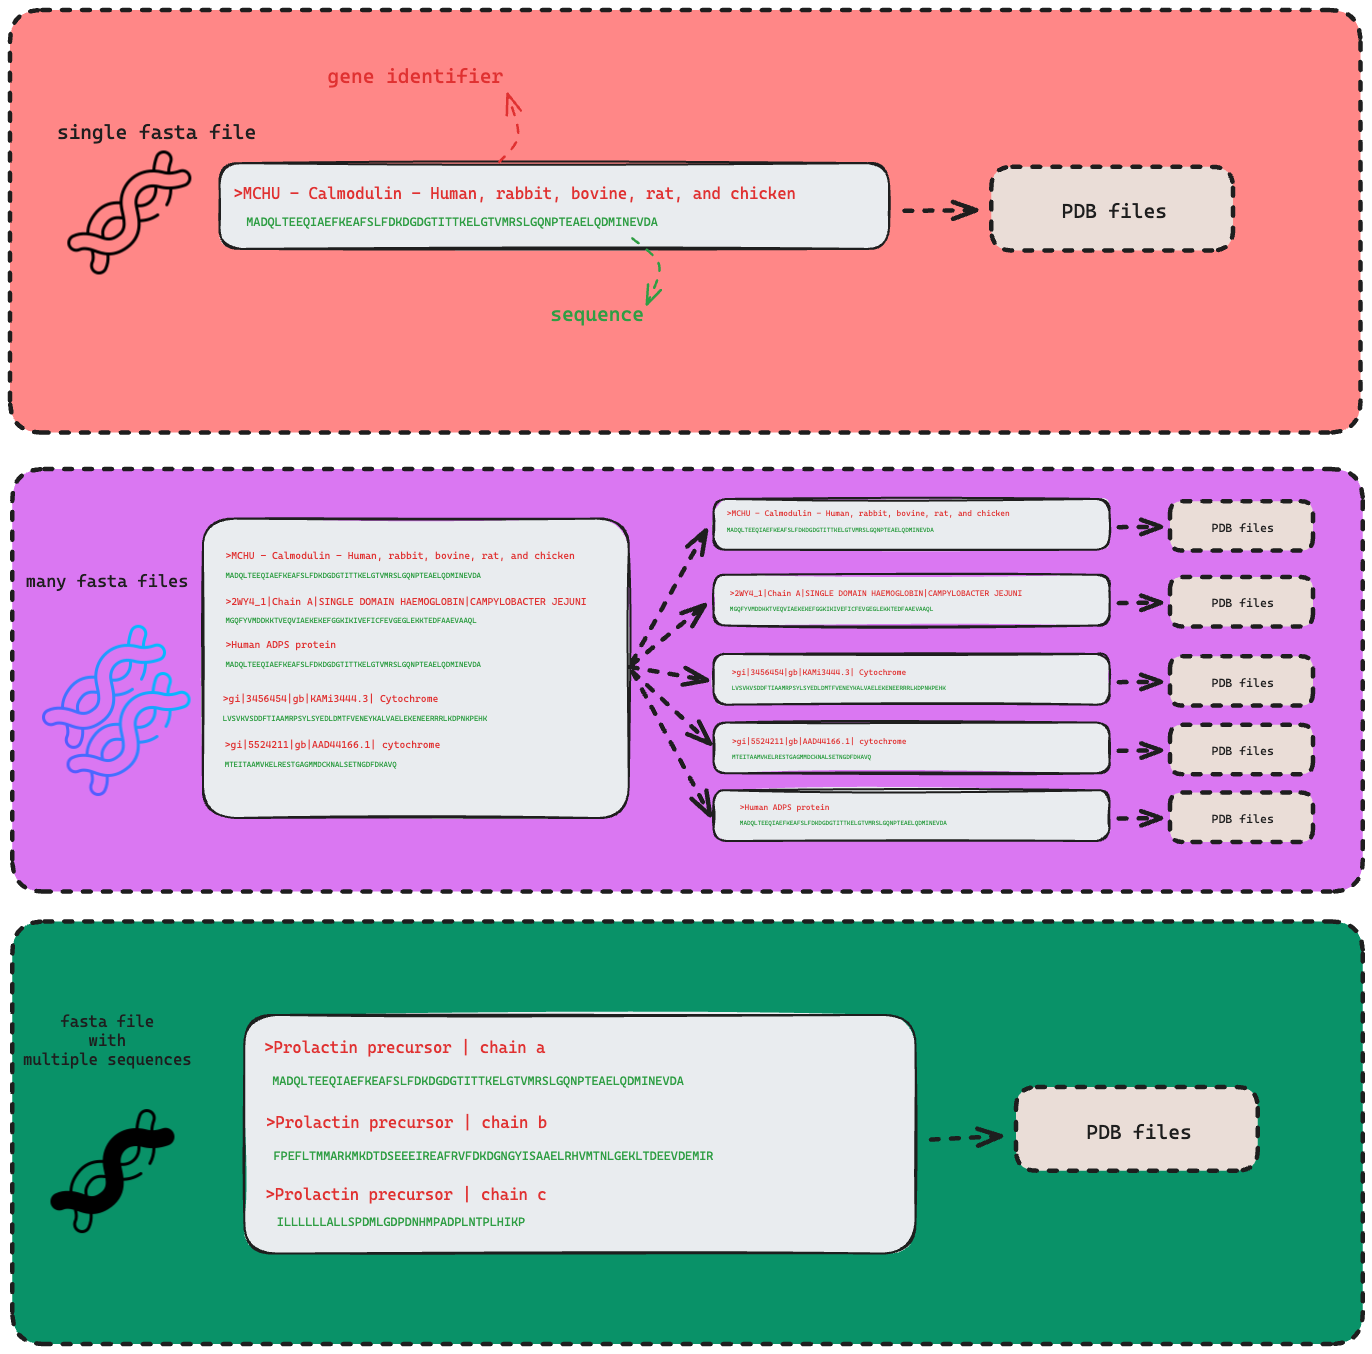 gene identifier
single fasta file
>MCHU - Calmodulin - Human, rabbit, bovine, rat, and chicken
MADQLTEEQIAEFKEAFSLFDKDGDGTITTKELGTVMRSLGQNPTEAELQDMINEVDA
PDB files
sequence
many fasta files
>MCHU - Calmodulin - Human, rabbit, bovine, rat, and chicken
MADQLTEEQIAEFKEAFSLFDKDGDGTITTKELGTVMRSLGQNPTEAELQDMINEVDA
>2WY4_1|Chain A|SINGLE DOMAIN HAEMOGLOBIN|CAMPYLOBACTER JEJUNI
MGQFYVMDDKKTVEQVIAEKEKEFGGKIKIVEFICFEVGEGLEKKTEDFAAEVAAQL
>Human ADPS protein
MADQLTEEQIAEFKEAFSLFDKDGDGTITTKELGTVMRSLGQNPTEAELQDMINEVDA
>gi|3456454|gb|KAMi3444.3| Cytochrome
LVSVKVSDDFTIAAMRPSYLSYEDLDMTFVENEYKALVAELEKENEERRRLKDPNKPEHK
>gi|5524211|gb|AAD44166.1| cytochrome
MTEITAAMVKELRESTGAGMMDCKNALSETNGDFDKAVQ
>MCHU - Calmodulin - Human, rabbit, bovine, rat, and chicken
MADQLTEEQIAEFKEAFSLFDKDGDGTITTKELGTVMRSLGQNPTEAELQDMINEVDA
PDB files
>2WY4_1|Chain A|SINGLE DOMAIN HAEMOGLOBIN|CAMPYLOBACTER JEJUNI
MGQFYVMDDKKTVEQVIAEKEKEFGGKIKIVEFICFEVGEGLEKKTEDFAAEVAAQL
PDB files
>gi|3456454|gb|KAMi3444.3| Cytochrome
LVSVKVSDDFTIAAMRPSYLSYEDLDMTFVENEYKALVAELEKENEERRRLKDPNKPEHK
PDB files
>gi|5524211|gb|AAD44166.1| cytochrome
MTEITAAMVKELRESTGAGMMDCKNALSETNGDFDKAVQ
PDB files
>Human ADPS protein
MADQLTEEQIAEFKEAFSLFDKDGDGTITTKELGTVMRSLGQNPTEAELQDMINEVDA
PDB files
fasta file
with
multiple sequences
>Prolactin precursor | chain a
MADQLTEEQIAEFKEAFSLFDKDGDGTITTKELGTVMRSLGQNPTEAELQDMINEVDA
>Prolactin precursor | chain b
FPEFLTMMARKMKDTDSEEEIREAFRVFDKDGNGYISAAELRHVMTNLGEKLTDEEVDEMIR
>Prolactin precursor | chain c
ILLLLLLALLSPDMLGDPDNHMPADPLNTPLHIKP
PDB files